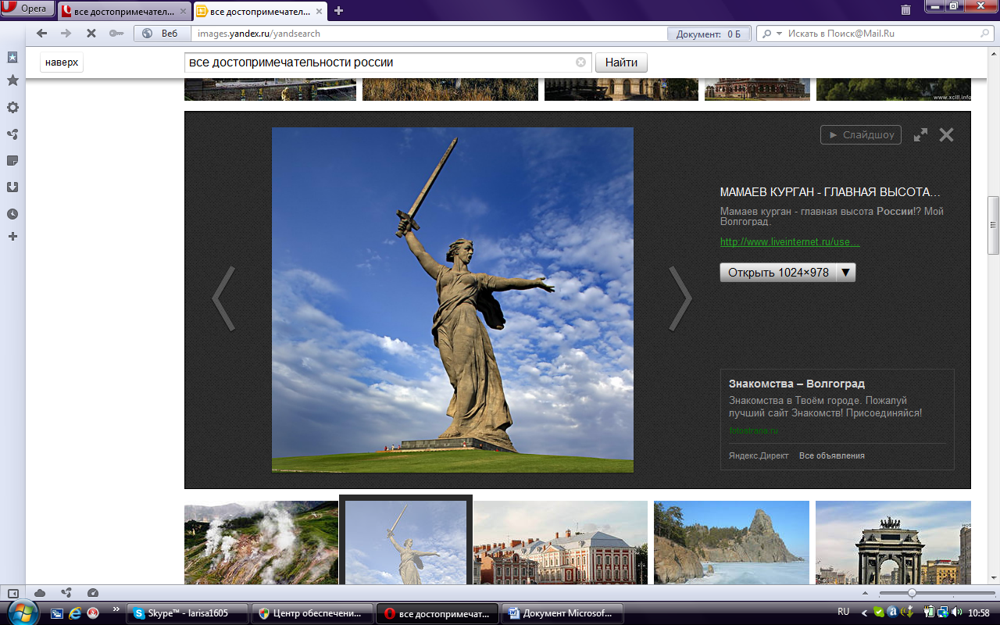 Opera
все достопримечател...
все достопримечател...
Веб
images.yandex.ru/yandsearch
Документ: 0 Б
Искать в Поиск@Mail.Ru
наверх
все достопримечательности россии
Найти
www.xcill.info
Слайдшоу
МАМАЕВ КУРГАН - ГЛАВНАЯ ВЫСОТА...
Мамаев курган - главная высота России!? Мой
Волгоград.
http://www.liveinternet.ru/use...
Открыть 1024×978
Знакомства – Волгоград
Знакомства в Твоём городе. Пожалуй
лучший сайт Знакомств! Присоединяйся!
fotostrana.ru
Яндекс.Директ Все объявления
Skype™ - larisa1605
Центр обеспечени...
все достопримечат...
Документ Microsof...
RU
10:58